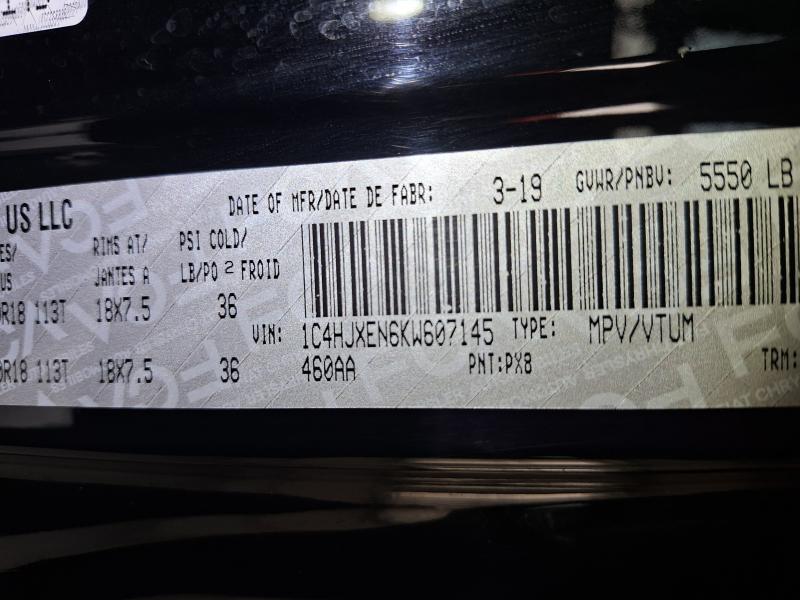 US LLC
DATE OF MFR/DATE DE FABR: 3-19 GVWR/PNBV: 5550 LB
ES/ RIMS AT/ PSI COLD/
US JANTES A LB/PO 2 FROID
R18 113T 18X7.5 36
VIN: 1C4HJXEN6KW607145 TYPE: MPV/VTUM
R18 113T 18X7.5 36 460AA PNT:PX8 TRM: